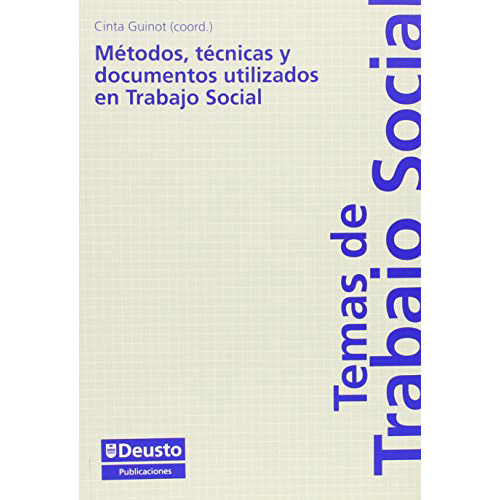 Cinta Guinot (coord.)
Métodos, técnicas y
documentos utilizados
en Trabajo Social
Temas de
Trabajo Social
Deusto
Publicaciones